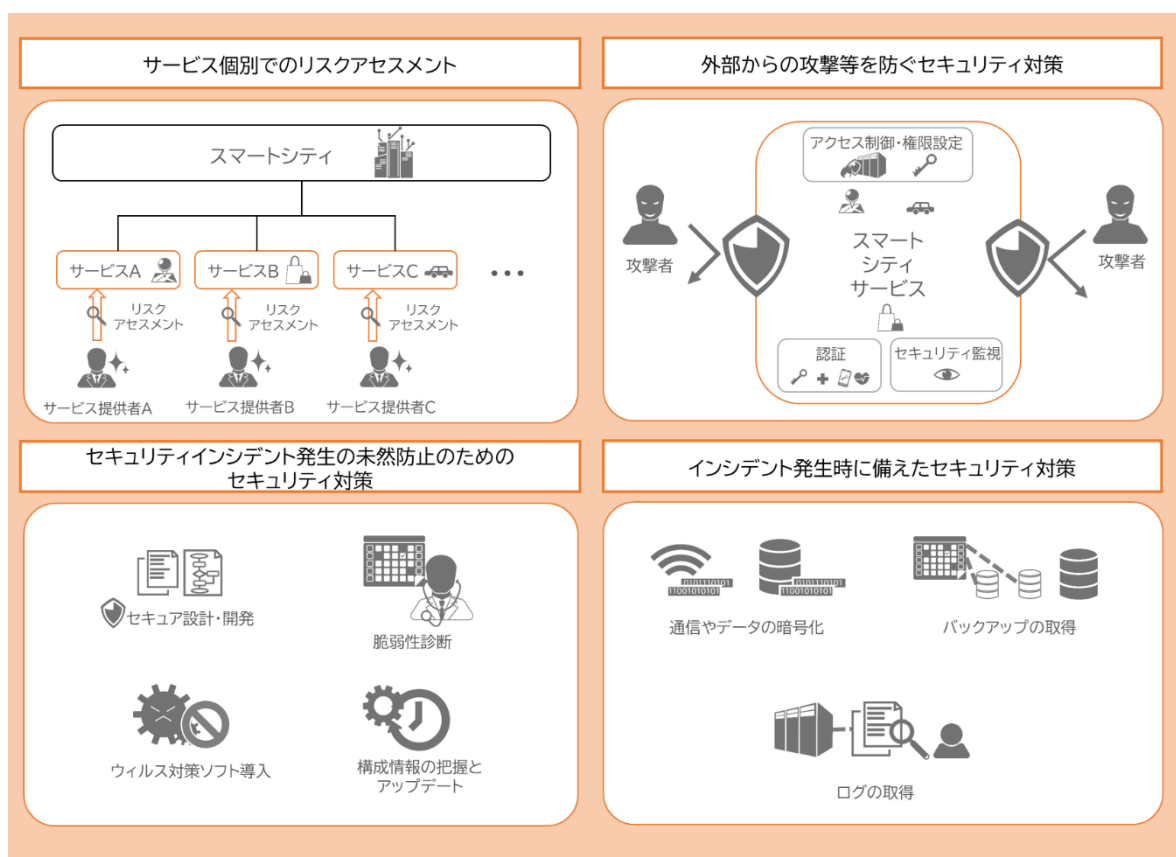 サービス個別でのリスクアセスメント
スマートシティ
サービスA
サービスB
サービスC
•••
リスク
アセスメント
リスク
アセスメント
リスク
アセスメント
サービス提供者A
サービス提供者B
サービス提供者C
外部からの攻撃等を防ぐセキュリティ対策
アクセス制御・権限設定
攻撃者
スマート
シティ
サービス
攻撃者
認証
セキュリティ監視
セキュリティインシデント発生の未然防止のための
セキュリティ対策
セキュア設計・開発
脆弱性診断
ウィルス対策ソフト導入
構成情報の把握と
アップデート
インシデント発生時に備えたセキュリティ対策
0101110101
11001010101
0101110101
11001010101
通信やデータの暗号化
バックアップの取得
ログの取得